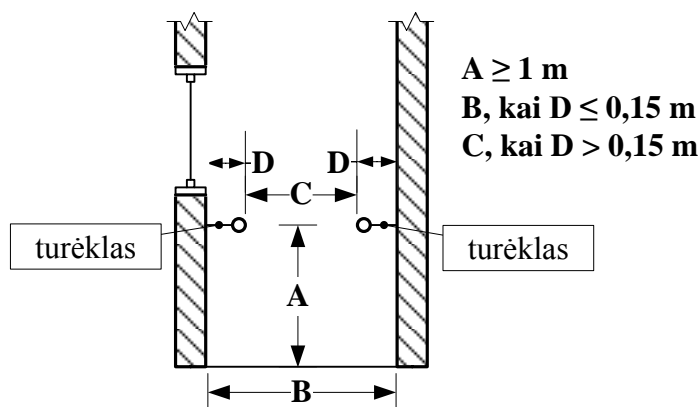 A ≥ 1 m
B, kai D ≤ 0,15 m
C, kai D > 0,15 m
D D
C
turėklas turėklas
A
B